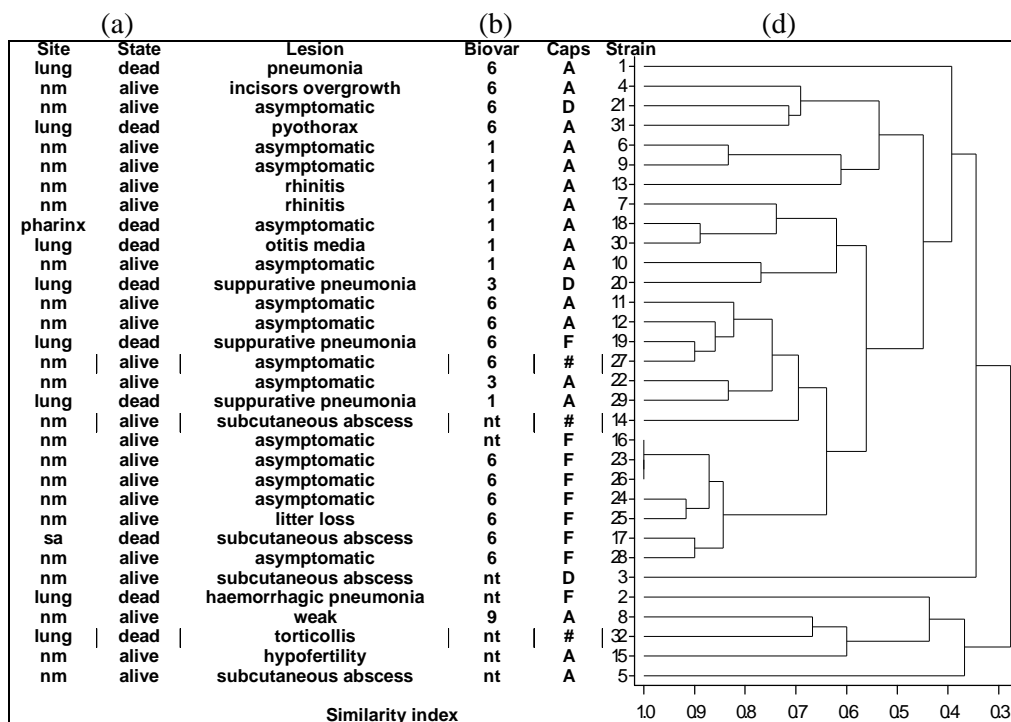 (a) (b) (d)
Site State Lesion Biovar Caps Strain
lung dead pneumonia 6 A 1
nm alive incisors overgrowth 6 A 4
nm alive asymptomatic 6 D 21
lung dead pyothorax 6 A 31
nm alive asymptomatic 1 A 6
nm alive asymptomatic 1 A 9
nm alive rhinitis 1 A 13
nm alive rhinitis 1 A 7
pharinx dead asymptomatic 1 A 18
lung dead otitis media 1 A 30
nm alive asymptomatic 1 A 10
lung dead suppurative pneumonia 3 D 20
nm alive asymptomatic 6 A 11
nm alive asymptomatic 6 A 12
lung dead suppurative pneumonia 6 F 19
nm alive asymptomatic 6 # 27
nm alive asymptomatic 3 A 22
lung dead suppurative pneumonia 1 A 29
nm alive subcutaneous abscess nt # 14
nm alive asymptomatic nt F 16
nm alive asymptomatic 6 F 23
nm alive asymptomatic 6 F 26
nm alive asymptomatic 6 F 24
nm alive litter loss 6 F 25
sa dead subcutaneous abscess 6 F 17
nm alive asymptomatic 6 F 28
nm alive subcutaneous abscess nt D 3
lung dead haemorrhagic pneumonia nt F 2
nm alive weak 9 A 8
lung dead torticollis nt # 32
nm alive hypofertility nt A 15
nm alive subcutaneous abscess nt A 5
Similarity index 1.0 0.9 0.8 0.7 0.6 0.5 0.4 0.3